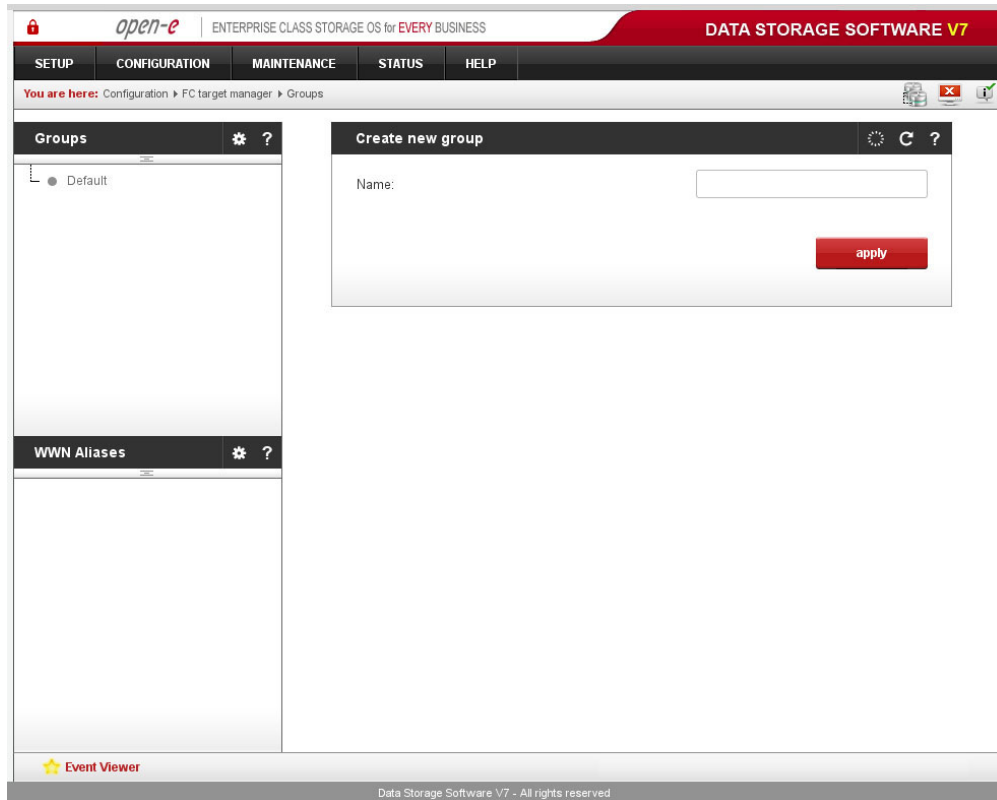 open-e ENTERPRISE CLASS STORAGE OS for EVERY BUSINESS
DATA STORAGE SOFTWARE V7
SETUP CONFIGURATION MAINTENANCE STATUS HELP
You are here: Configuration FC target manager Groups
Groups ?
Default
Create new group ?
Name:
apply
WWN Aliases ?
Event Viewer
Data Storage Software V7 - All rights reserved